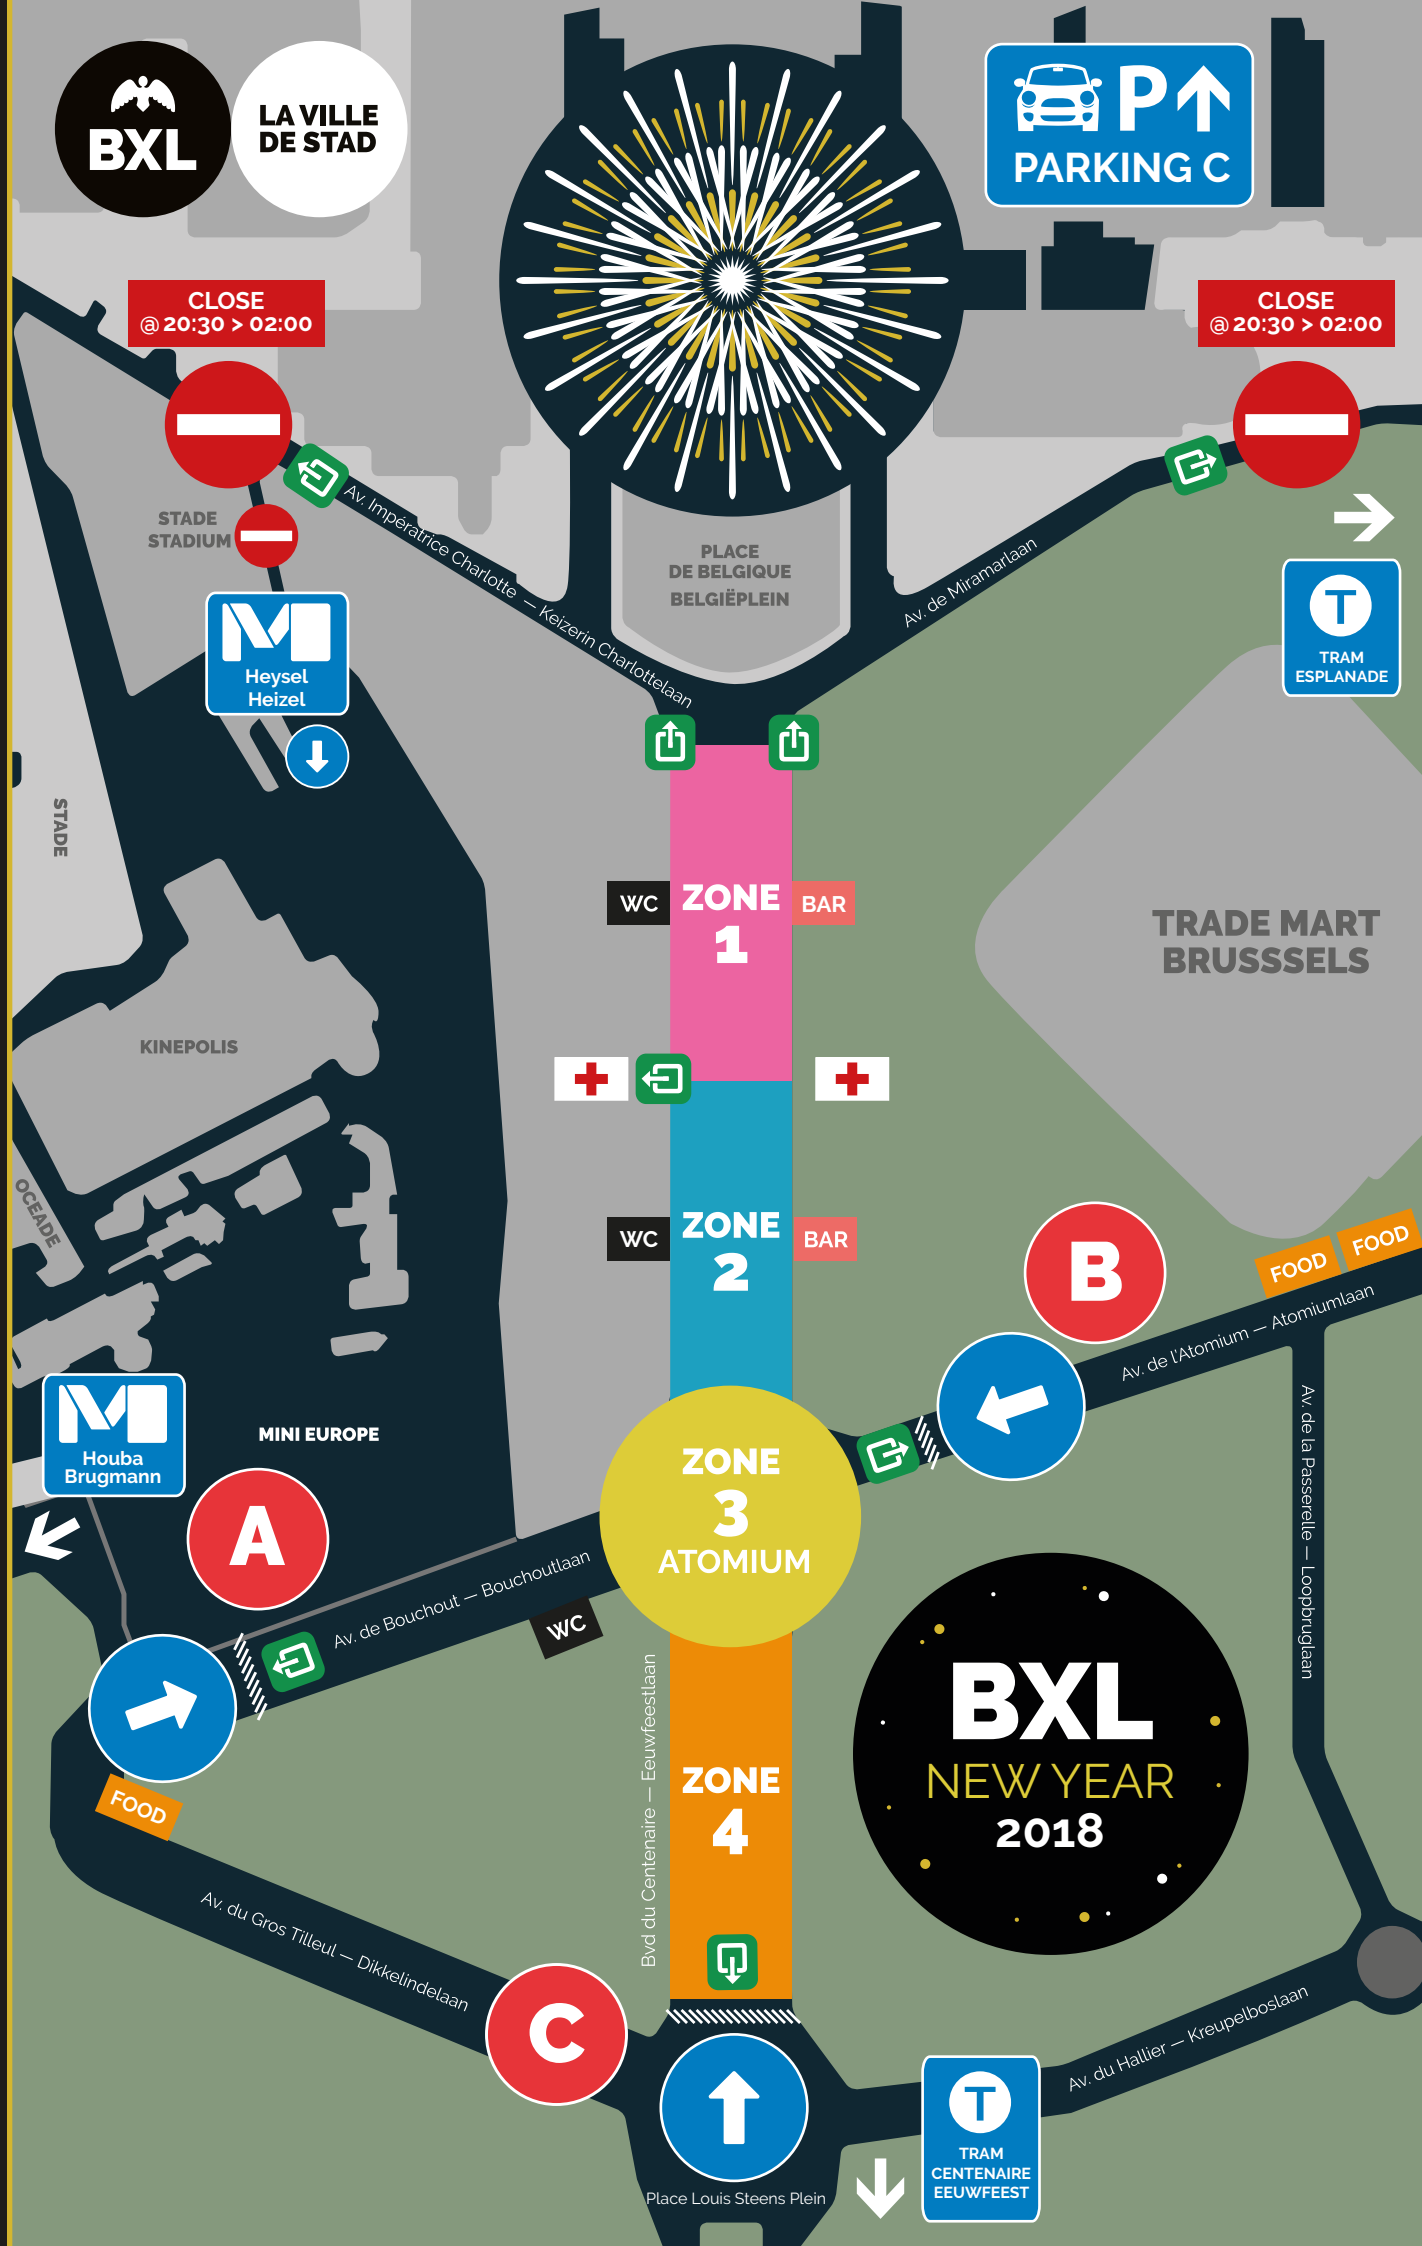 BXL
LA VILLE
DE STAD
P
PARKING C
CLOSE
@ 20:30 > 02:00
CLOSE
@ 20:30 > 02:00
STADE
STADIUM
Av. Impératrice Charlotte — Keizerin Charlottelaan
PLACE
DE BELGIQUE
BELGIËPLEIN
Av. de Miramarlaan
T
TRAM
ESPLANADE
M
Heysel
Heizel
STADE
WC
ZONE
1
BAR
TRADE MART
BRUSSSELS
KINEPOLIS
OCEADE
WC
ZONE
2
BAR
B
FOOD
FOOD
Av. de l'Atomium — Atomiumlaan
M
Houba
Brugmann
MINI EUROPE
A
ZONE
3
ATOMIUM
Av. de la Passerelle — Loopbruglaan
Av. de Bouchout — Bouchoutlaan
WC
FOOD
Bvd du Centenaire — Eeuwfeestlaan
ZONE
4
BXL
NEW YEAR
2018
Av. du Gros Tilleul — Dikkelindelaan
C
Av. du Hallier — Kreupelboslaan
T
TRAM
CENTENAIRE
EEUWFEEST
Place Louis Steens Plein